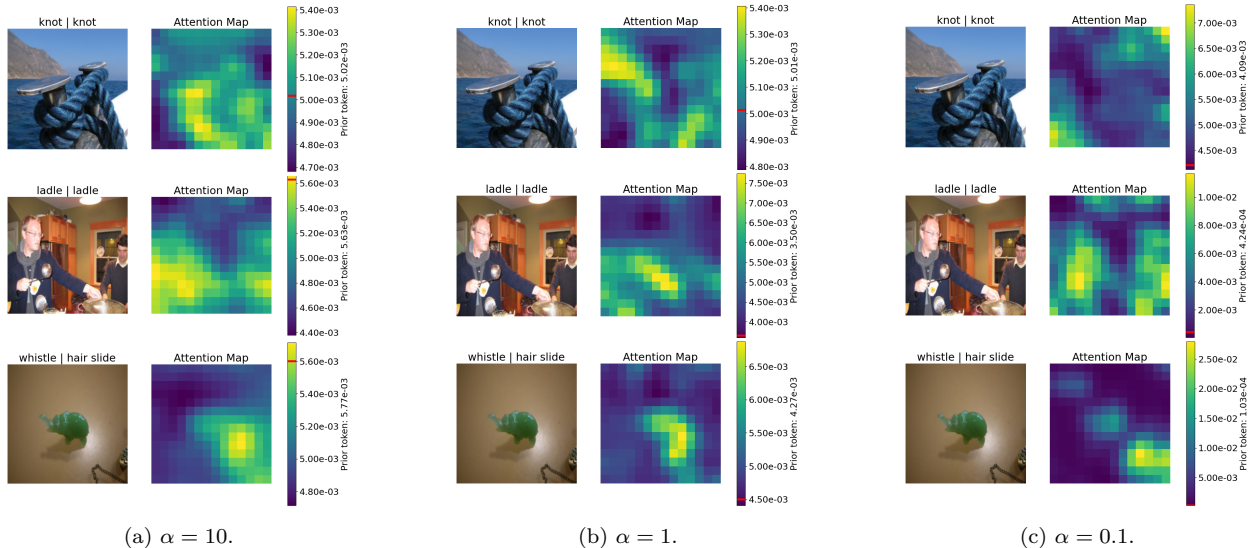 knot | knot
Attention Map
5.40e-03
5.30e-03
5.20e-03
5.10e-03
5.00e-03
4.90e-03
4.80e-03
4.70e-03
Prior token: 5.02e-03
ladle | ladle
Attention Map
5.60e-03
5.40e-03
5.20e-03
5.00e-03
4.80e-03
4.60e-03
4.40e-03
Prior token: 5.63e-03
whistle | hair slide
Attention Map
5.60e-03
5.40e-03
5.20e-03
5.00e-03
4.80e-03
Prior token: 5.77e-03
(a) α = 10.
knot | knot
Attention Map
5.40e-03
5.30e-03
5.20e-03
5.10e-03
5.00e-03
4.90e-03
4.80e-03
Prior token: 5.01e-03
ladle | ladle
Attention Map
7.50e-03
7.00e-03
6.50e-03
6.00e-03
5.50e-03
5.00e-03
4.50e-03
4.00e-03
Prior token: 3.50e-03
whistle | hair slide
Attention Map
6.50e-03
6.00e-03
5.50e-03
5.00e-03
4.50e-03
Prior token: 4.27e-03
(b) α = 1.
knot | knot
Attention Map
7.00e-03
6.50e-03
6.00e-03
5.50e-03
5.00e-03
4.50e-03
Prior token: 4.09e-03
ladle | ladle
Attention Map
1.00e-02
8.00e-03
6.00e-03
4.00e-03
2.00e-03
Prior token: 4.24e-04
whistle | hair slide
Attention Map
2.50e-02
2.00e-02
1.50e-02
1.00e-02
5.00e-03
Prior token: 1.03e-04
(c) α = 0.1.